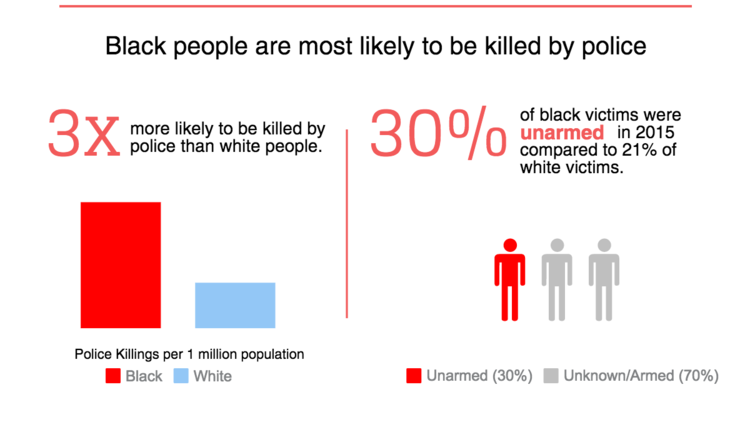 Black people are most likely to be killed by police
3x more likely to be killed by
police than white people.
30% of black victims were
unarmed in 2015
compared to 21% of
white victims.
Police Killings per 1 million population
Black White
Unarmed (30%) Unknown/Armed (70%)